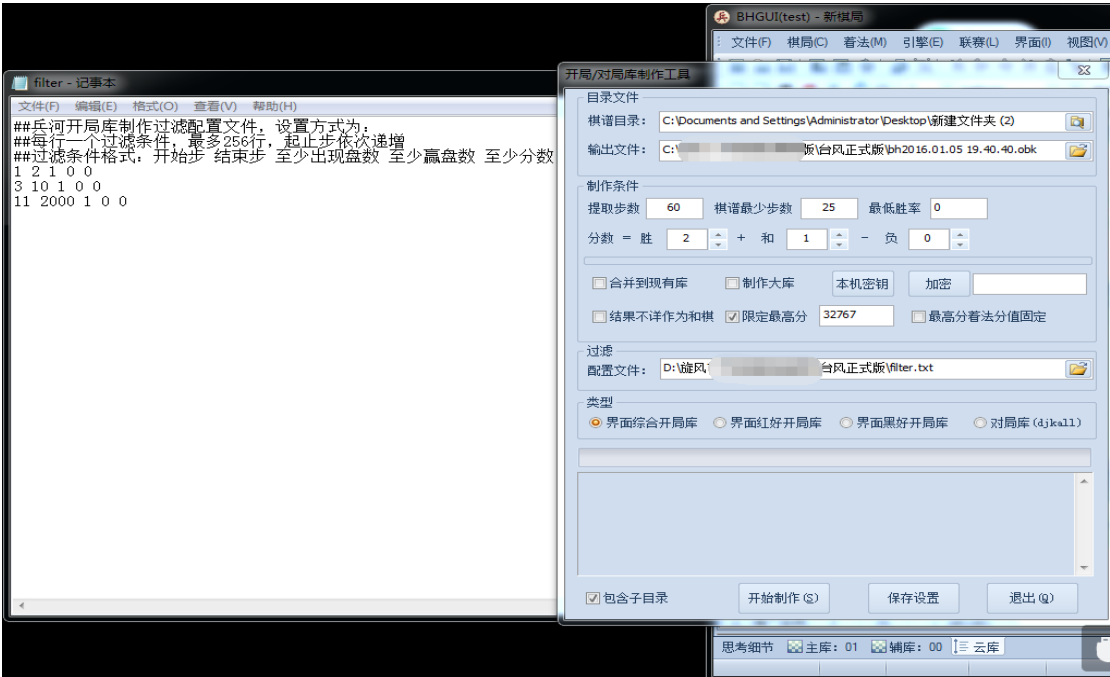 BHGUI(test) - 新棋局
文件(F) 棋局(C) 着法(M) 引擎(E) 联赛(L) 界面(I) 视图(V)
filter - 记事本
文件(F) 编辑(E) 格式(O) 查看(V) 帮助(H)
##兵河开局库制作过滤配置文件，设置方式为：
##每行一个过滤条件，最多256行，起止步依次递增
##过滤条件格式：开始步 结束步 至少出现盘数 至少赢盘数 至少分数
1 2 1 0 0
3 10 1 0 0
11 2000 1 0 0
开局/对局库制作工具
目录文件
棋谱目录： C:\Documents and Settings\Administrator\Desktop\新建文件夹 (2)
输出文件： C:\ 版\台风正式版\bh2016.01.05 19.40.40.obk
制作条件
提取步数 60 棋谱最少步数 25 最低胜率 0
分数 = 胜 2 + 和 1 - 负 0
合并到现有库 制作大库 本机密钥 加密
结果不详作为和棋 限定最高分 32767 最高分着法分值固定
过滤
配置文件： D:\旋风 台风正式版\filter.txt
类型
界面综合开局库 界面红好开局库 界面黑好开局库 对局库(djkall)
包含子目录 开始制作(S) 保存设置 退出(Q)
思考细节 主库：01 辅库：00 云库